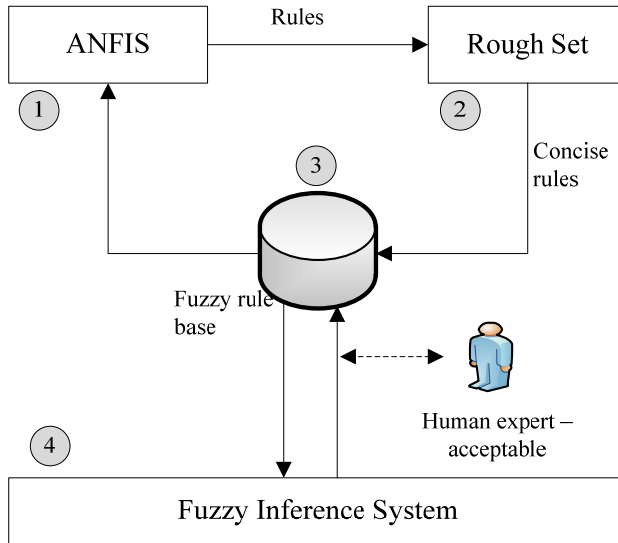 ANFIS
Rules
Rough Set
1
2
Concise
rules
3
Fuzzy rule
base
Human expert –
acceptable
4
Fuzzy Inference System